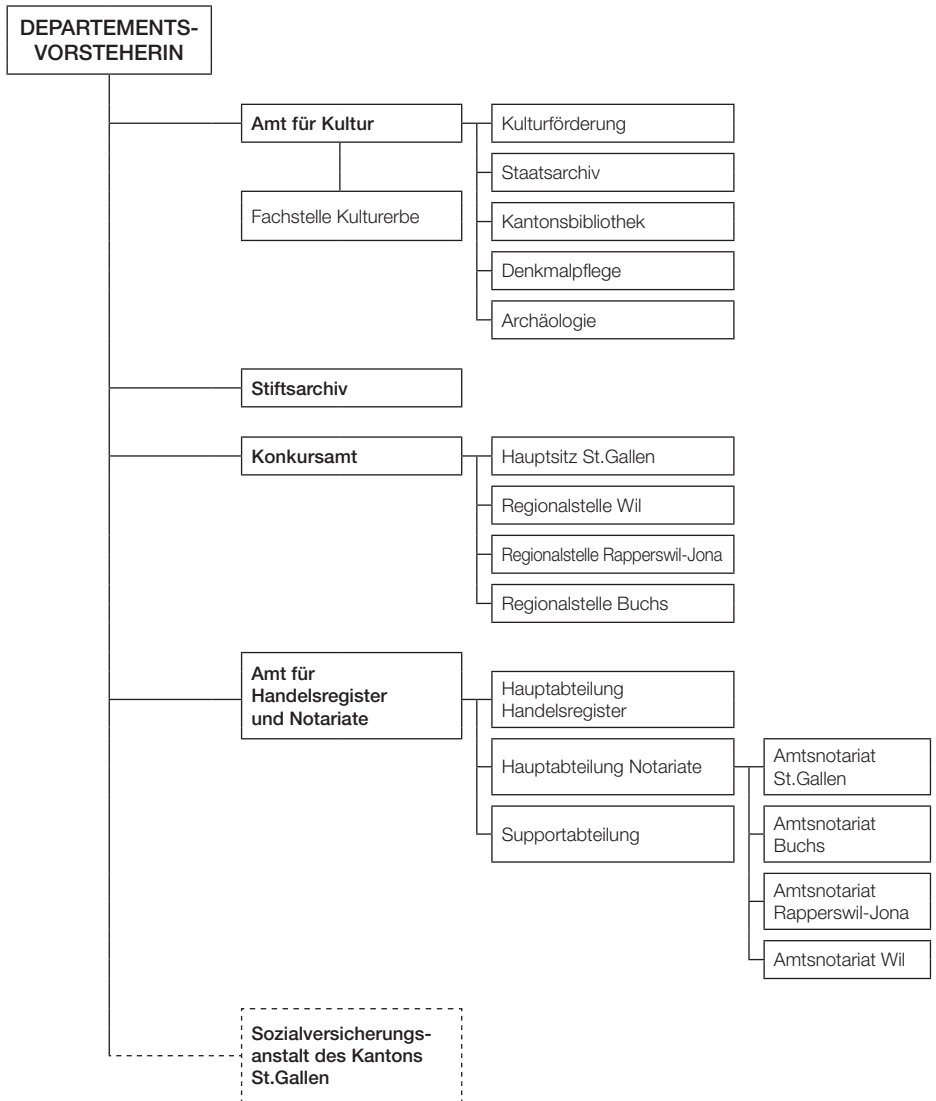 DEPARTEMENTS-
VORSTEHERIN
Amt für Kultur
Fachstelle Kulturerbe
Kulturförderung
Staatsarchiv
Kantonsbibliothek
Denkmalpflege
Archäologie
Stiftsarchiv
Konkursamt
Hauptsitz St.Gallen
Regionalstelle Wil
Regionalstelle Rapperswil-Jona
Regionalstelle Buchs
Amt für
Handelsregister
und Notariate
Hauptabteilung
Handelsregister
Hauptabteilung Notariate
Supportabteilung
Amtsnotariat
St.Gallen
Amtsnotariat
Buchs
Amtsnotariat
Rapperswil-Jona
Amtsnotariat Wil
Sozialversicherungs-
anstalt des Kantons
St.Gallen